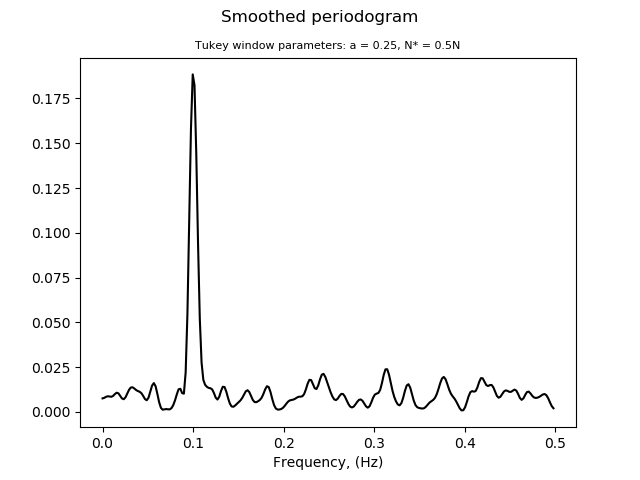 Smoothed periodogram
Tukey window parameters: a = 0.25, N* = 0.5N
0.175
0.150
0.125
0.100
0.075
0.050
0.025
0.000
0.0 0.1 0.2 0.3 0.4 0.5
Frequency, (Hz)